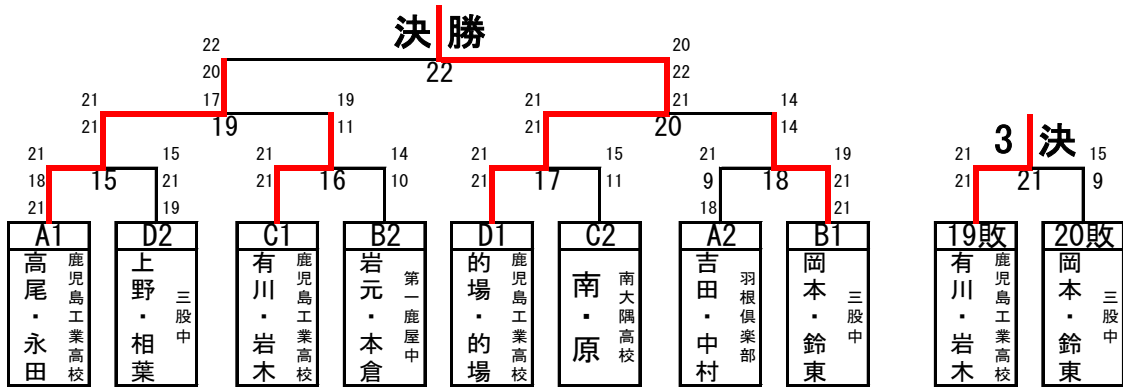 決勝
22 20
22
20 22
21 17 19 21 21 14
19 20
21 11 21 14
3決
21 15 21 14 21 15 21 19 21 15
15 16 17 18 21
18 21 21 10 21 11 9 21 21 9
21 19 18 21
A1 D2 C1 B2 D1 C2 A2 B1 19敗 20敗
高尾・永田 鹿児島工業高校
上野・相葉 三股中
有川・岩木 鹿児島工業高校
岩元・本倉 第一鹿屋中
的場・的場 鹿児島工業高校
南・原 南大隅高校
吉田・中村 羽根倶楽部
岡本・鈴東 三股中
有川・岩木 鹿児島工業高校
岡本・鈴東 三股中